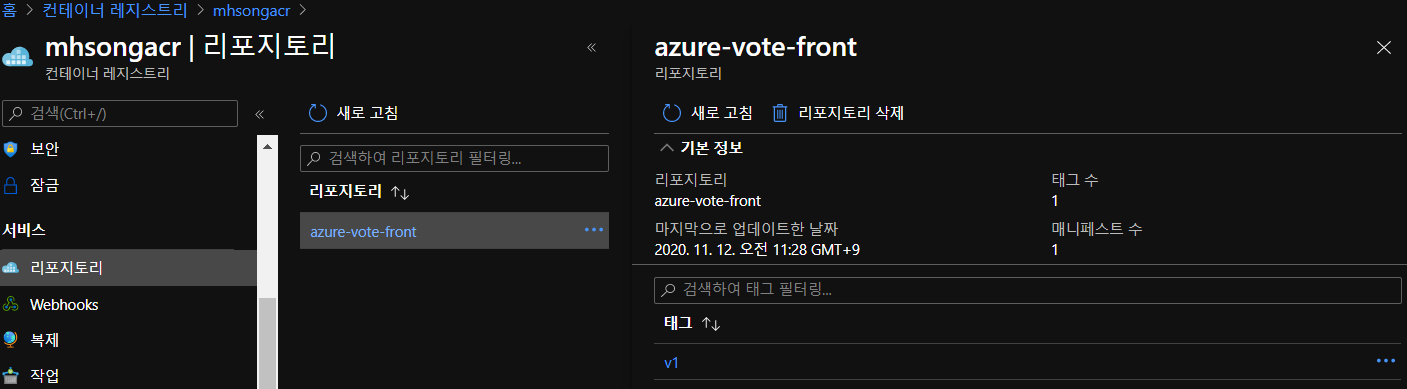 홈 > 컨테이너 레지스트리 > mhsongacr >
mhsongacr | 리포지토리
컨테이너 레지스트리
«
검색(Ctrl+/)
«
보안
잠금
서비스
리포지토리
Webhooks
복제
작업
새로 고침
검색하여 리포지토리 필터링...
리포지토리 ↑↓
azure-vote-front ...
azure-vote-front
리포지토리
새로 고침 리포지토리 삭제
기본 정보
리포지토리
azure-vote-front
태그 수
1
마지막으로 업데이트한 날짜
2020. 11. 12. 오전 11:28 GMT+9
매니페스트 수
1
검색하여 태그 필터링...
태그 ↑↓
v1 ...